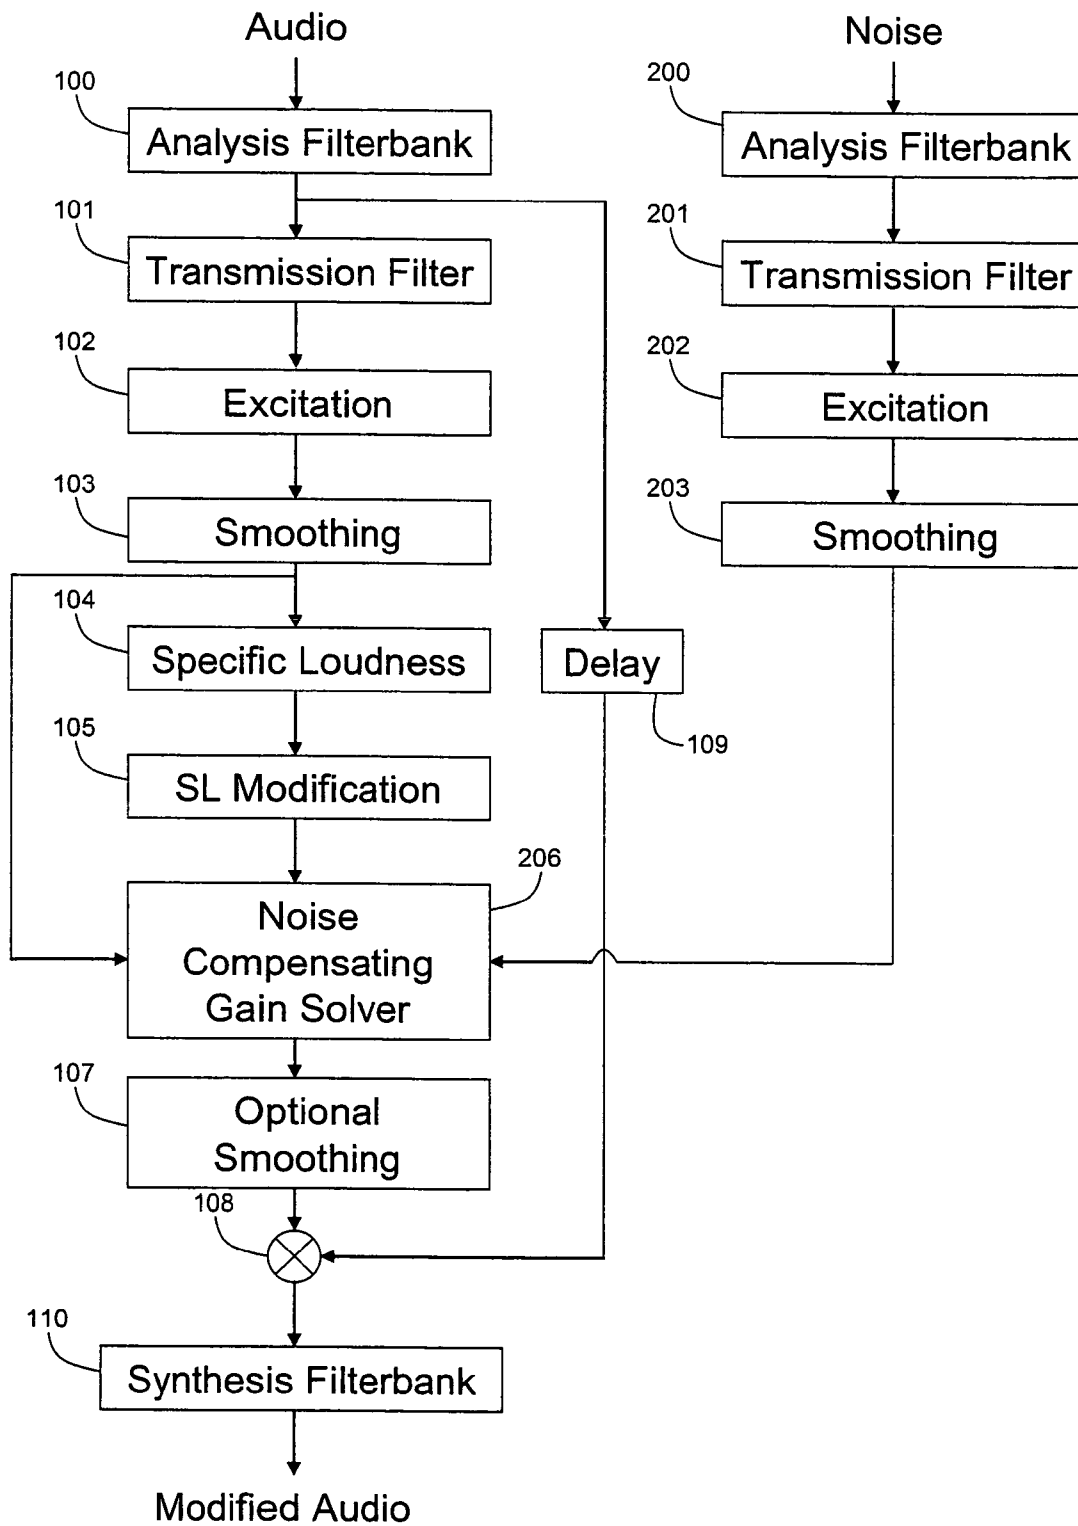 Audio
Noise
100
Analysis Filterbank
200
Analysis Filterbank
101
Transmission Filter
201
Transmission Filter
102
Excitation
202
Excitation
103
Smoothing
203
Smoothing
104
Specific Loudness
Delay
109
105
SL Modification
206
Noise
Compensating
Gain Solver
107
Optional
Smoothing
108
110
Synthesis Filterbank
Modified Audio